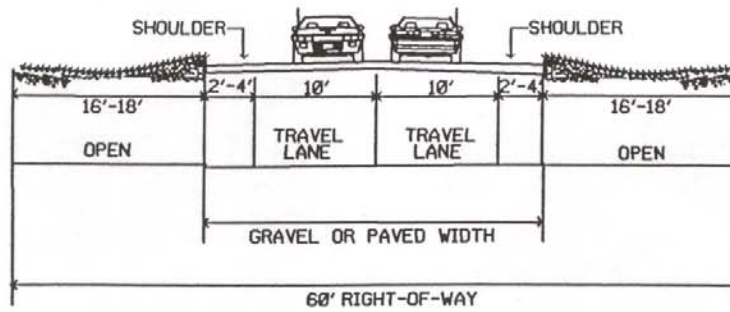 SHOULDER
SHOULDER
16'-18'
2'-4'
10'
10'
2'-4'
16'-18'
OPEN
TRAVEL
LANE
TRAVEL
LANE
OPEN
GRAVEL OR PAVED WIDTH
60' RIGHT-OF-WAY